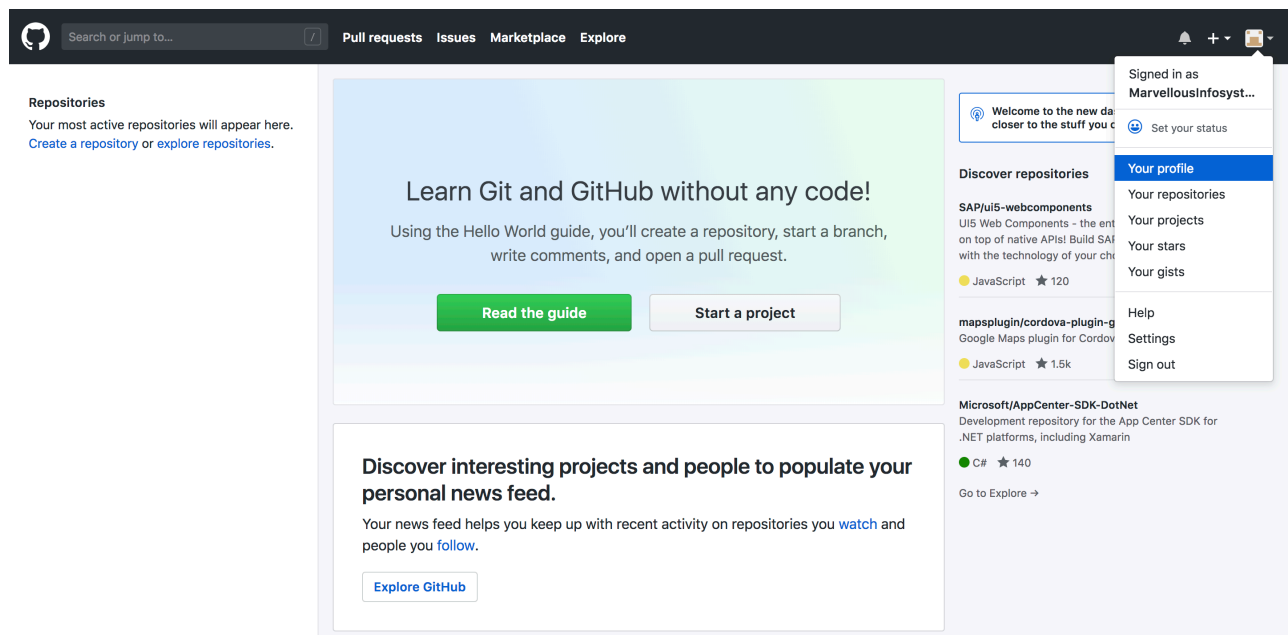 Search or jump to...
/
Pull requests
Issues
Marketplace
Explore
Repositories
Your most active repositories will appear here.
Create a repository or explore repositories.
Learn Git and GitHub without any code!
Using the Hello World guide, you’ll create a repository, start a branch,
write comments, and open a pull request.
Read the guide
Start a project
Discover interesting projects and people to populate your
personal news feed.
Your news feed helps you keep up with recent activity on repositories you watch and
people you follow.
Explore GitHub
Welcome to the new da
closer to the stuff you
Discover repositories
SAP/ui5-webcomponents
UI5 Web Components - the ent
on top of native APIs! Build SAP
with the technology of your cho
JavaScript ★ 120
mapsplugin/cordova-plugin-g
Google Maps plugin for Cordov
JavaScript ★ 1.5k
Microsoft/AppCenter-SDK-DotNet
Development repository for the App Center SDK for
.NET platforms, including Xamarin
C# ★ 140
Go to Explore →
Signed in as
MarvellousInfosyst...
Set your status
Your profile
Your repositories
Your projects
Your stars
Your gists
Help
Settings
Sign out